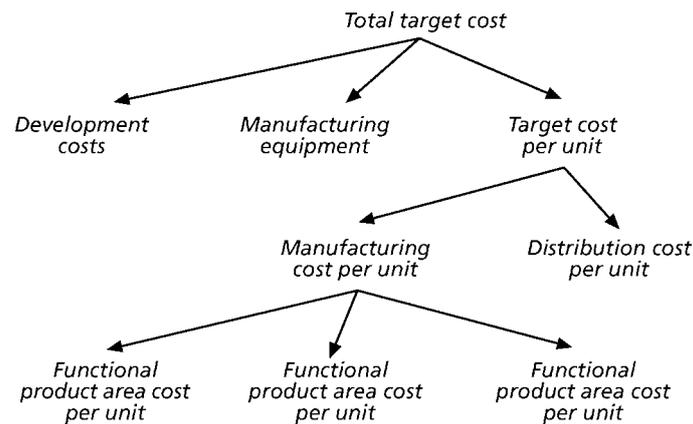 Total target cost
Development
costs
Manufacturing
equipment
Target cost
per unit
Manufacturing
cost per unit
Distribution cost
per unit
Functional
product area cost
per unit
Functional
product area cost
per unit
Functional
product area cost
per unit